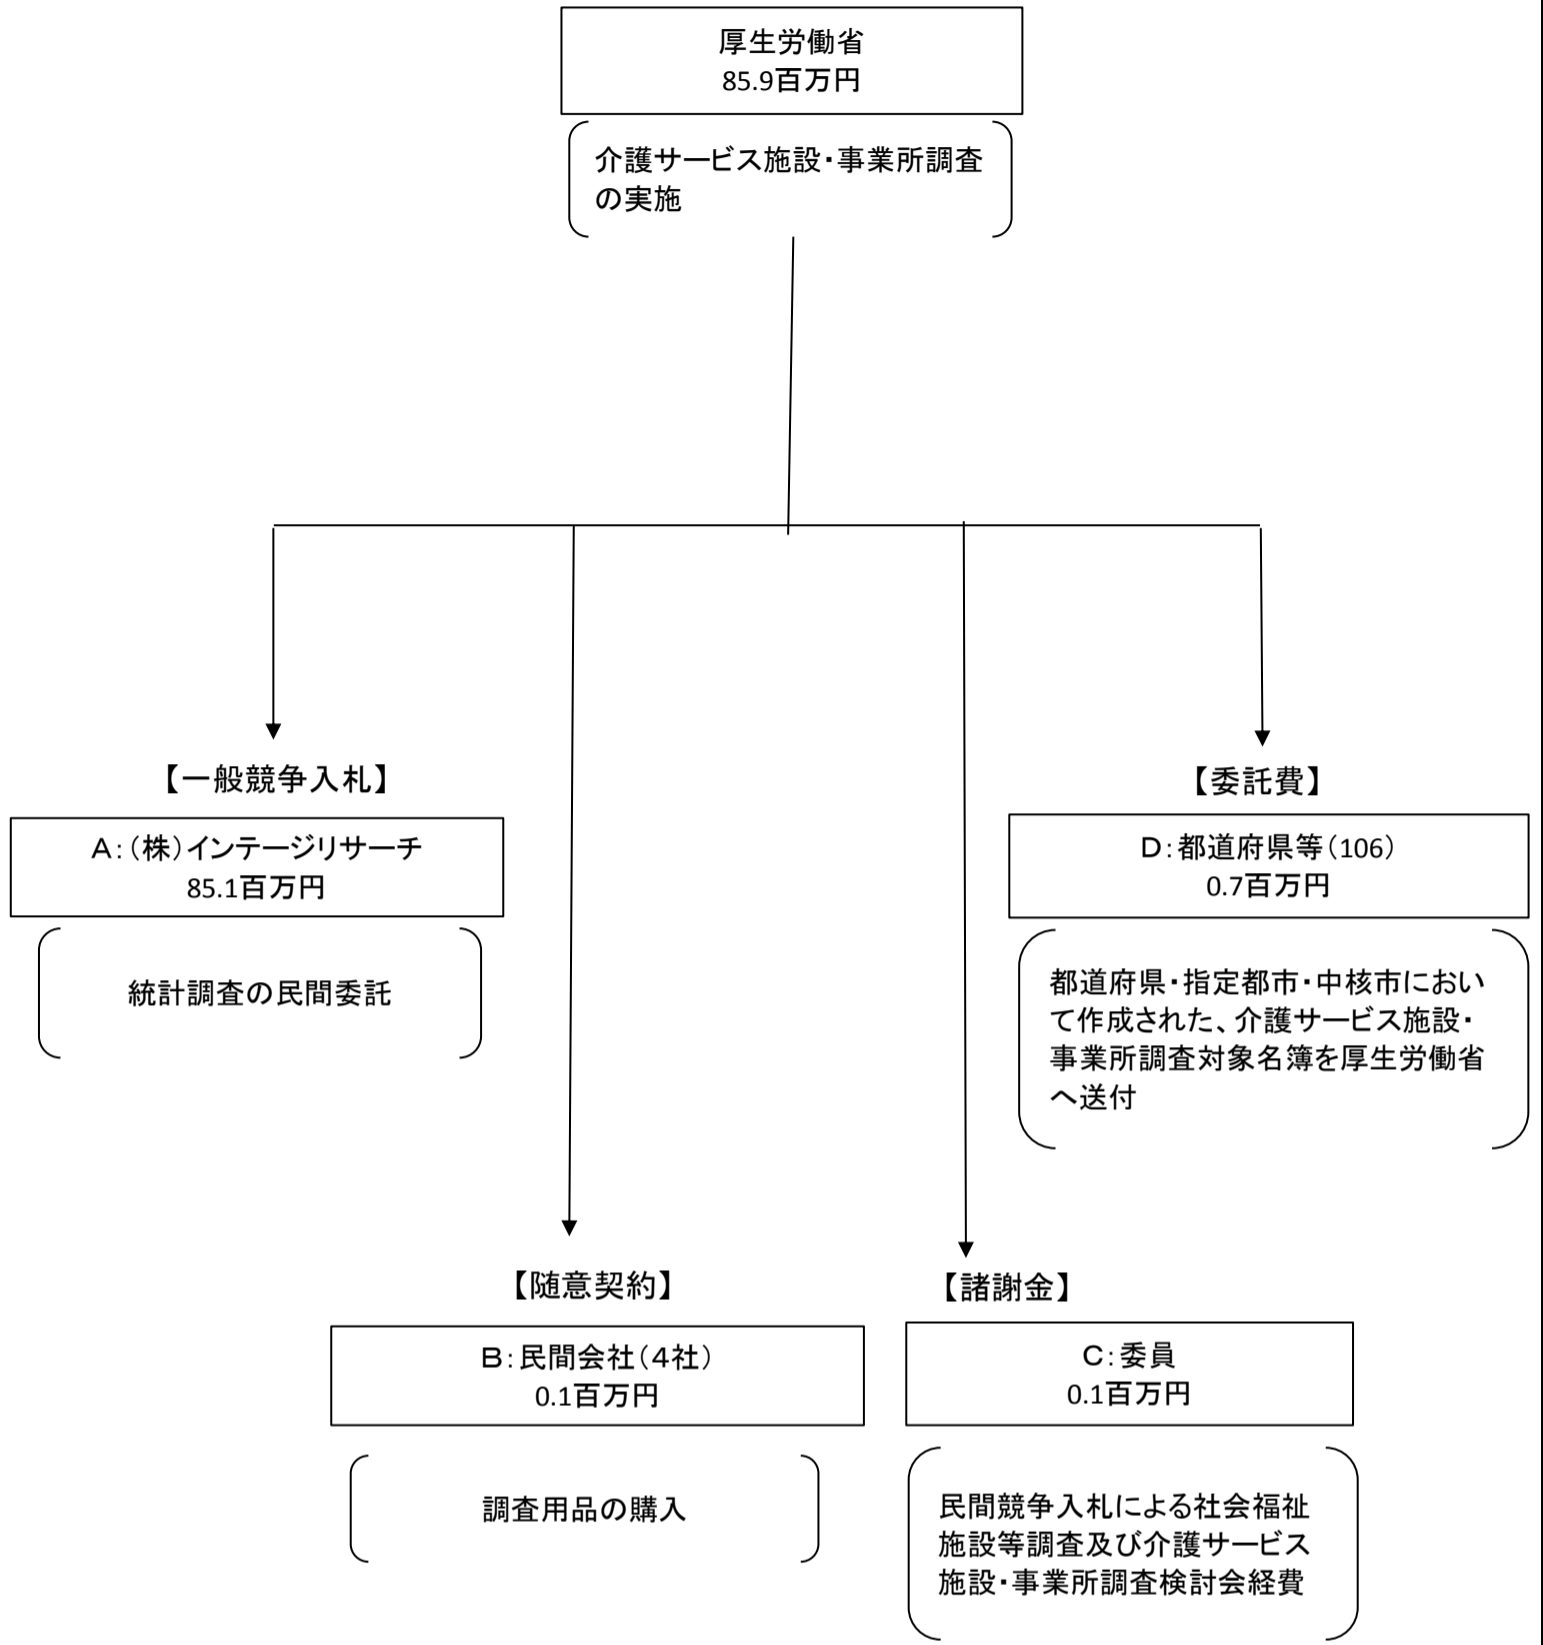 厚生労働省
85.9百万円
介護サービス施設・事業所調査
の実施
【一般競争入札】
A:(株)インテージリサーチ
85.1百万円
統計調査の民間委託
【委託費】
D:都道府県等(106)
0.7百万円
都道府県・指定都市・中核市におい
て作成された、介護サービス施設・
事業所調査対象名簿を厚生労働省
へ送付
【随意契約】
B:民間会社(4社)
0.1百万円
調査用品の購入
【諸謝金】
C:委員
0.1百万円
民間競争入札による社会福祉
施設等調査及び介護サービス
施設・事業所調査検討会経費